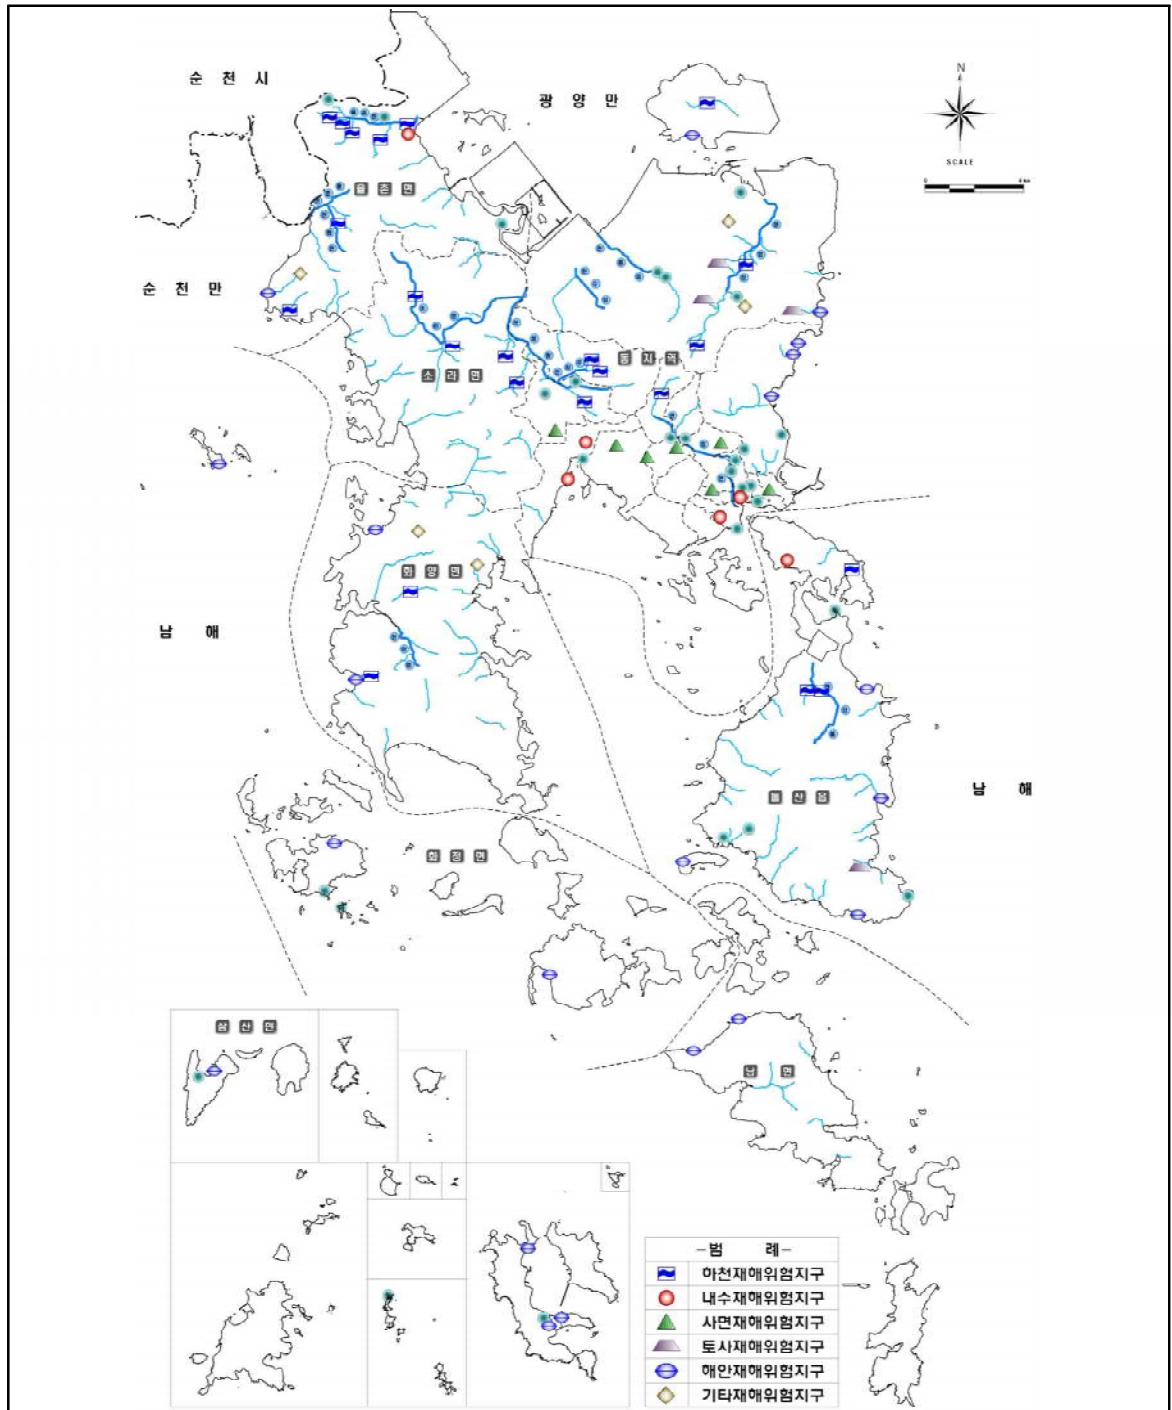 순 천 시
광 양 만
N
SCALE
0
율 촌 면
순 천 만
동 지 역
소 라 면
화 양 면
남 해
남 해
돌 산 읍
화 정 면
삼 산 면
남 면
-범 례-
하천재해위험지구
내수재해위험지구
사면재해위험지구
토사재해위험지구
해안재해위험지구
기타재해위험지구